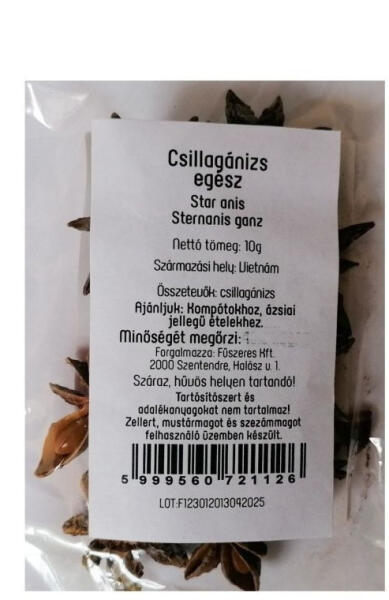 Csillagánizs
egész
Star anis
Sternanis ganz
Nettó tömeg: 10g
Származási hely: Vietnám
Összetevők: csillagánizs
Ajánljuk: Kompótokhoz, ázsiai
jellegű ételekhez.
Minőségét megőrzi:
Forgalmazza: Fűszeres Kft.
2000 Szentendre, Halász u. 1.
Száraz, hűvös helyen tartandó!
Tartósítószert és
adalékanyagokat nem tartalmaz!
Zellert, mustármagot és szezámmagot
felhasználó üzemben készült.
5 999560 721126
LOT:F123012013042025